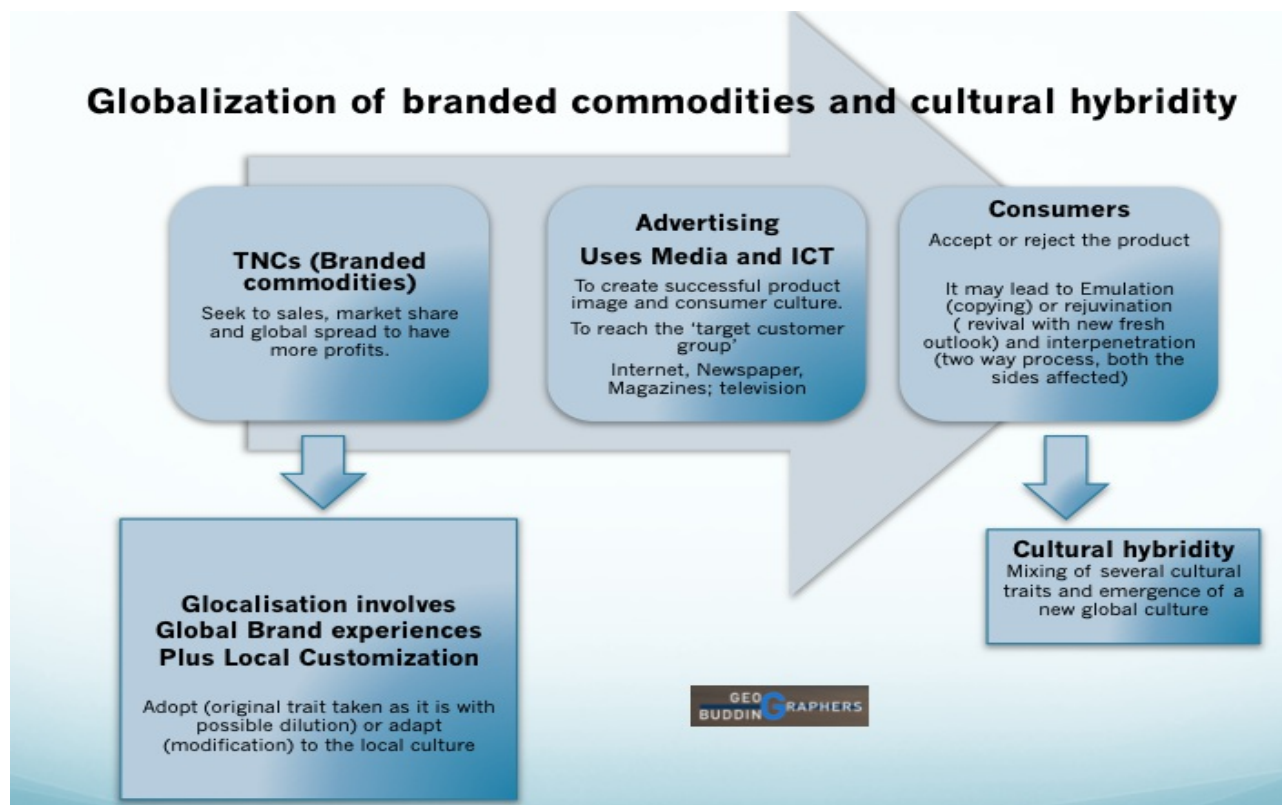 Globalization of branded commodities and cultural hybridity
TNCs (Branded
commodities)
Seek to sales, market share
and global spread to have
more profits.
Advertising
Uses Media and ICT
To create successful product
image and consumer culture.
To reach the ‘target customer
group’
Internet, Newspaper,
Magazines; television
Consumers
Accept or reject the product
It may lead to Emulation
(copying) or rejuvination
( revival with new fresh
outlook) and interpenetration
(two way process, both the
sides affected)
Glocalisation involves
Global Brand experiences
Plus Local Customization
Adopt (original trait taken as it is with
possible dilution) or adapt
(modification) to the local culture
Cultural hybridity
Mixing of several cultural
traits and emergence of a
new global culture
GEO
BUDDINGRAPHERS